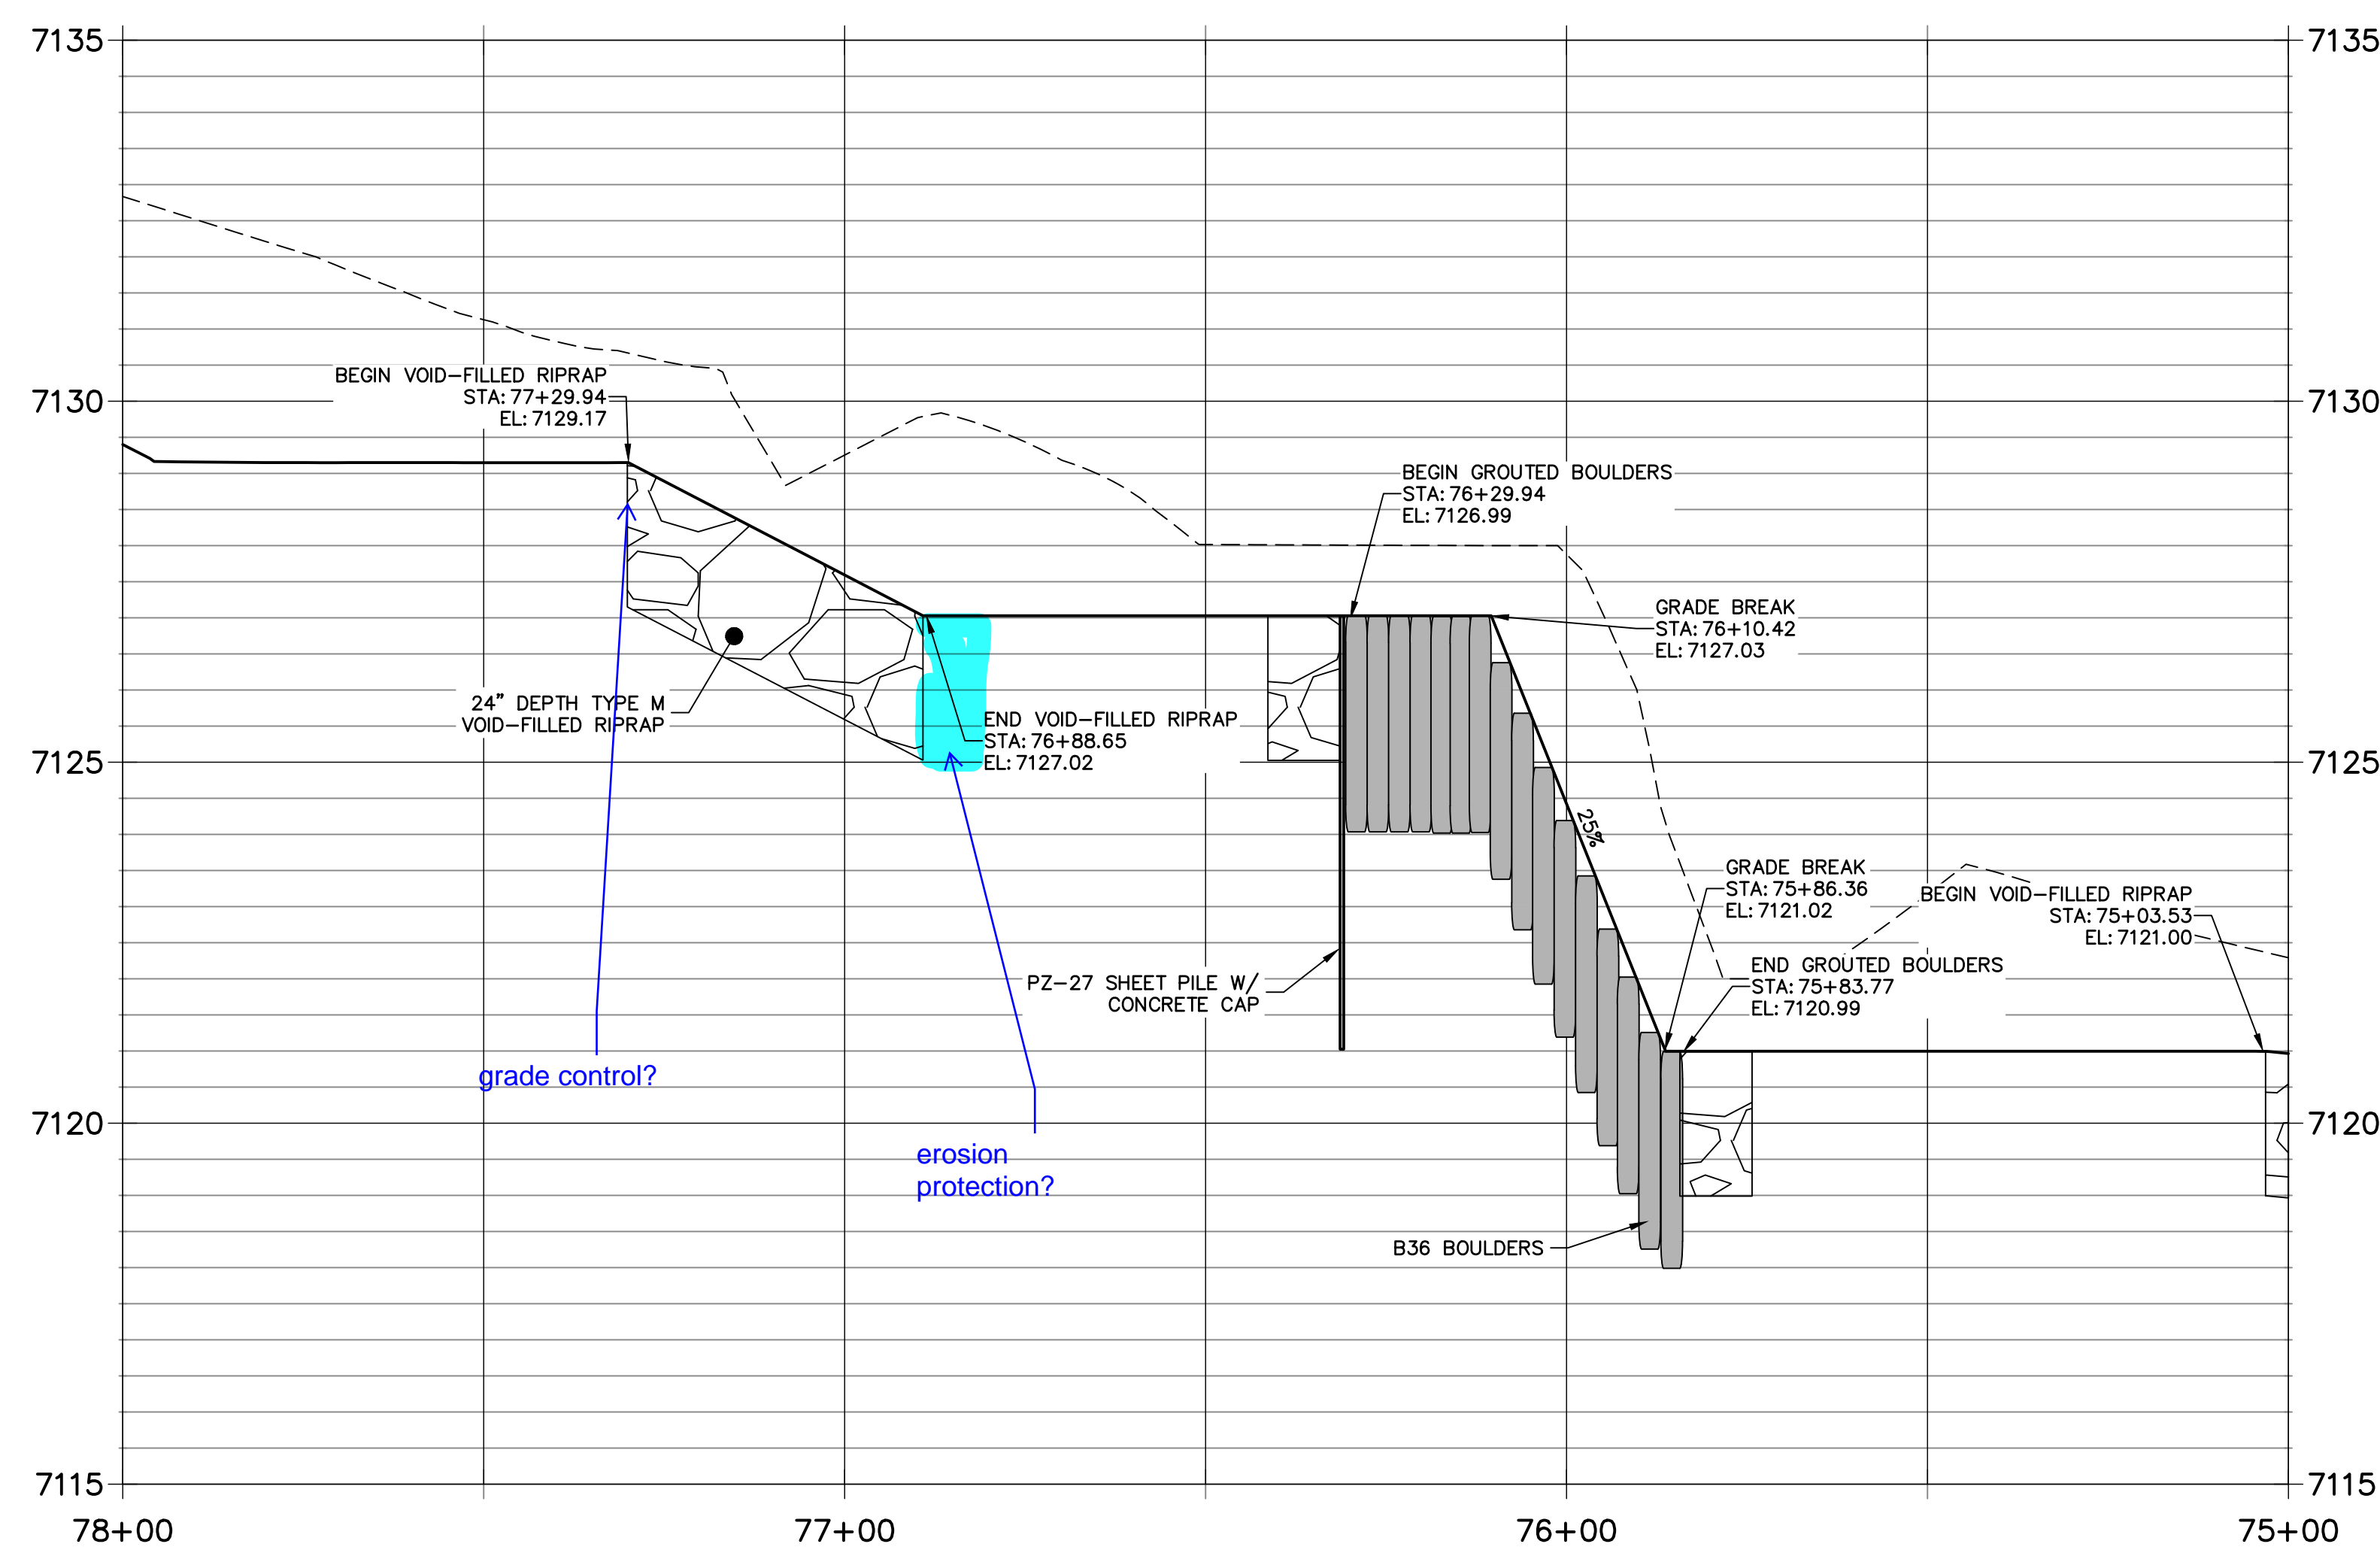 7135
7135
BEGIN VOID-FILLED RIPRAP
STA: 77+29.94
EL: 7129.17
7130
7130
BEGIN GROUTED BOULDERS
STA: 76+29.94
EL: 7126.99
GRADE BREAK
STA: 76+10.42
EL: 7127.03
24" DEPTH TYPE M
VOID-FILLED RIPRAP
END VOID-FILLED RIPRAP
STA: 76+88.65
EL: 7127.02
7125
7125
25%
GRADE BREAK
STA: 75+86.36
EL: 7121.02
BEGIN VOID-FILLED RIPRAP
STA: 75+03.53
EL: 7121.00
PZ-27 SHEET PILE W/
CONCRETE CAP
END GROUTED BOULDERS
STA: 75+83.77
EL: 7120.99
grade control?
7120
7120
erosion
protection?
B36 BOULDERS
7115
7115
78+00
77+00
76+00
75+00